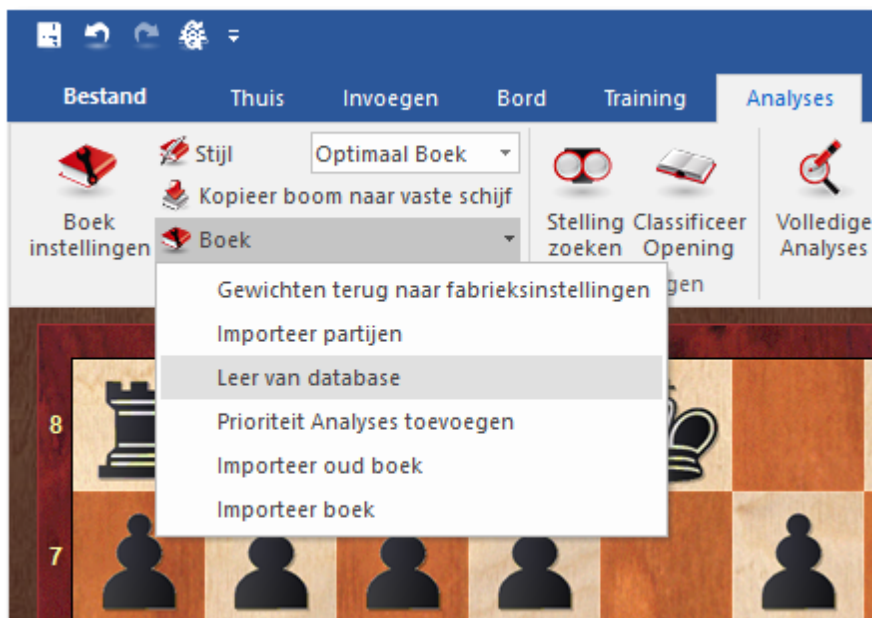 Bestand Thuis Invoegen Bord Training Analyses
Stijl Optimaal Boek
Kopieer boom naar vaste schijf
Boek
Boek
instellingen
Stelling
zoeken
Classificeer
Opening
Volledige
Analyses
Gewichten terug naar fabrieksinstellingen
Importeer partijen
Leer van database
Prioriteit Analyses toevoegen
Importeer oud boek
Importeer boek
8
7